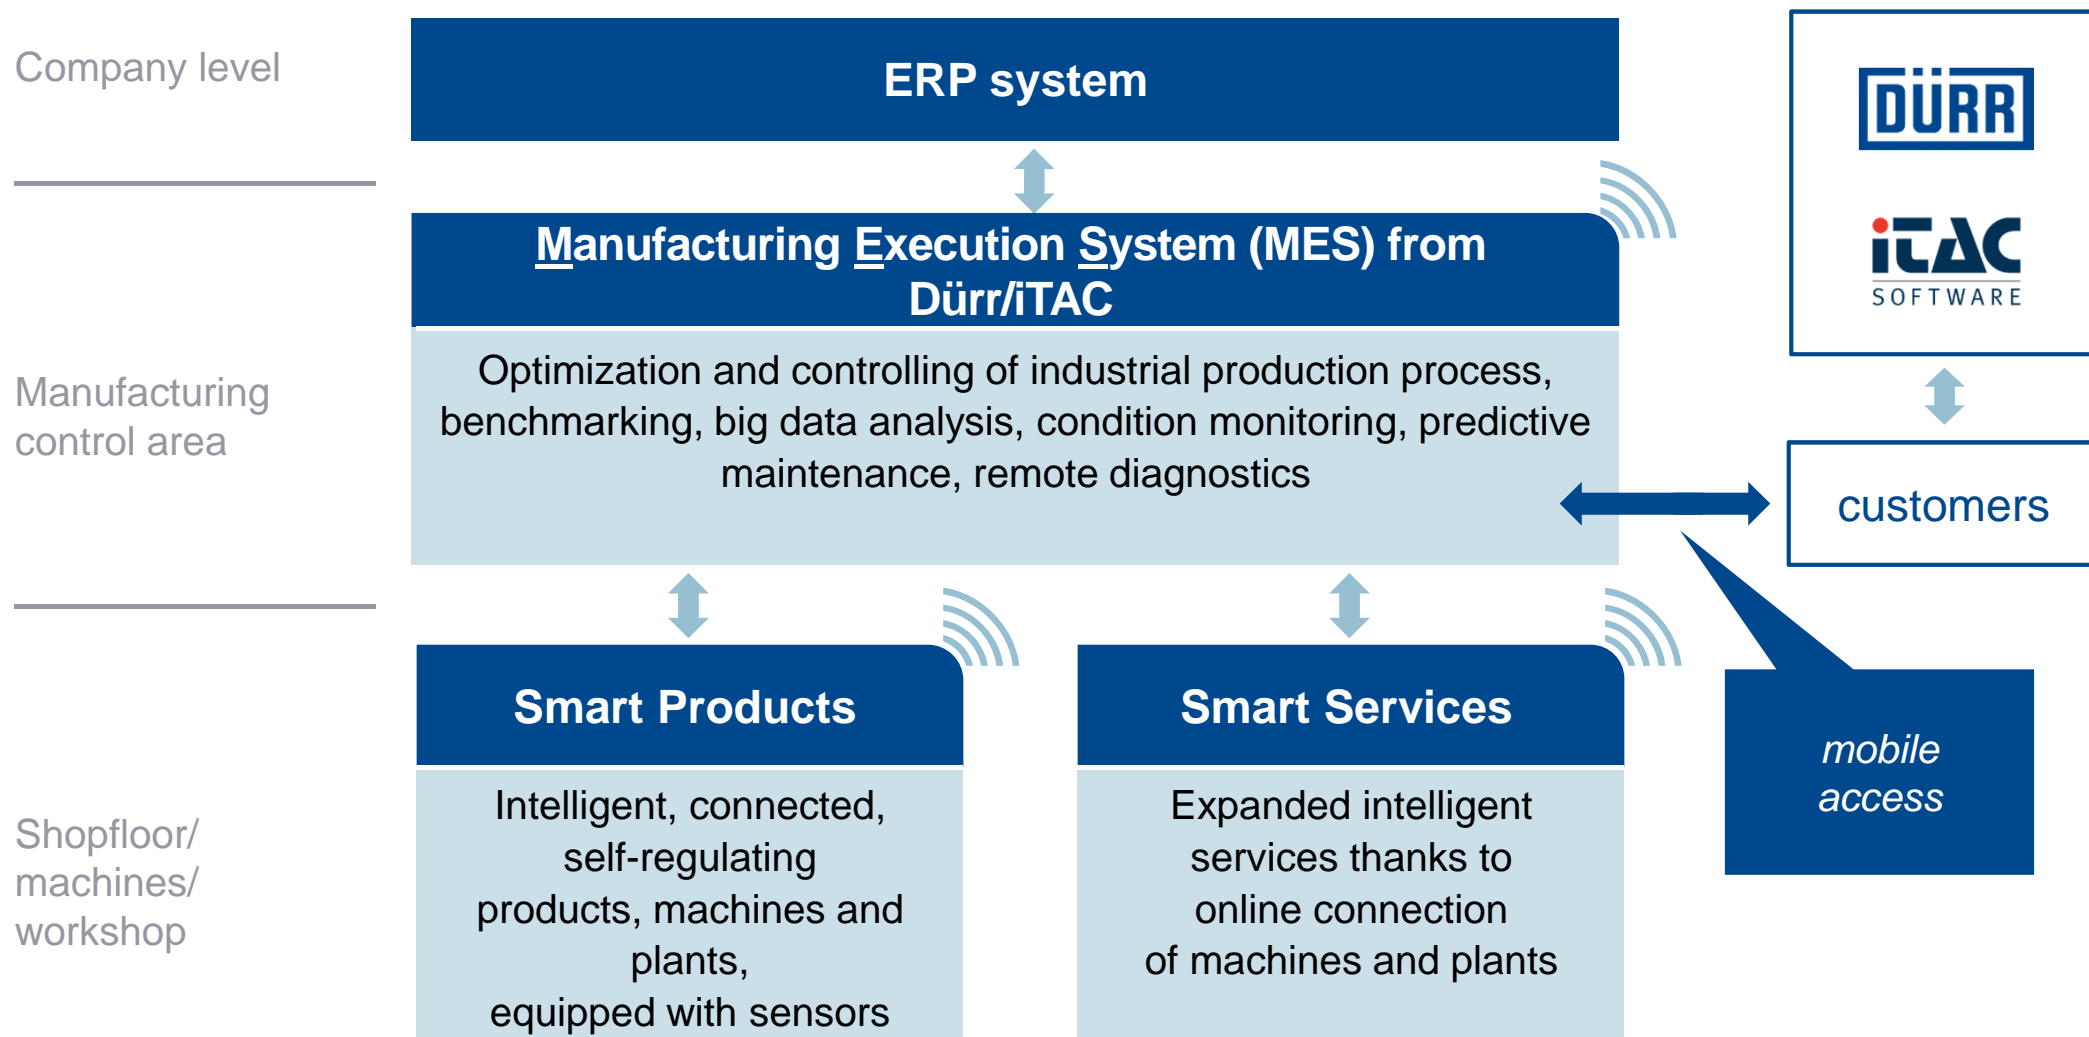 Company level
ERP system
DÜRR
iTAC
SOFTWARE
Manufacturing Execution System (MES) from
Dürr/iTAC
Manufacturing
control area
Optimization and controlling of industrial production process,
benchmarking, big data analysis, condition monitoring, predictive
maintenance, remote diagnostics
customers
Shopfloor/
machines/
workshop
Smart Products
Intelligent, connected,
self-regulating
products, machines and
plants,
equipped with sensors
Smart Services
Expanded intelligent
services thanks to
online connection
of machines and plants
mobile
access